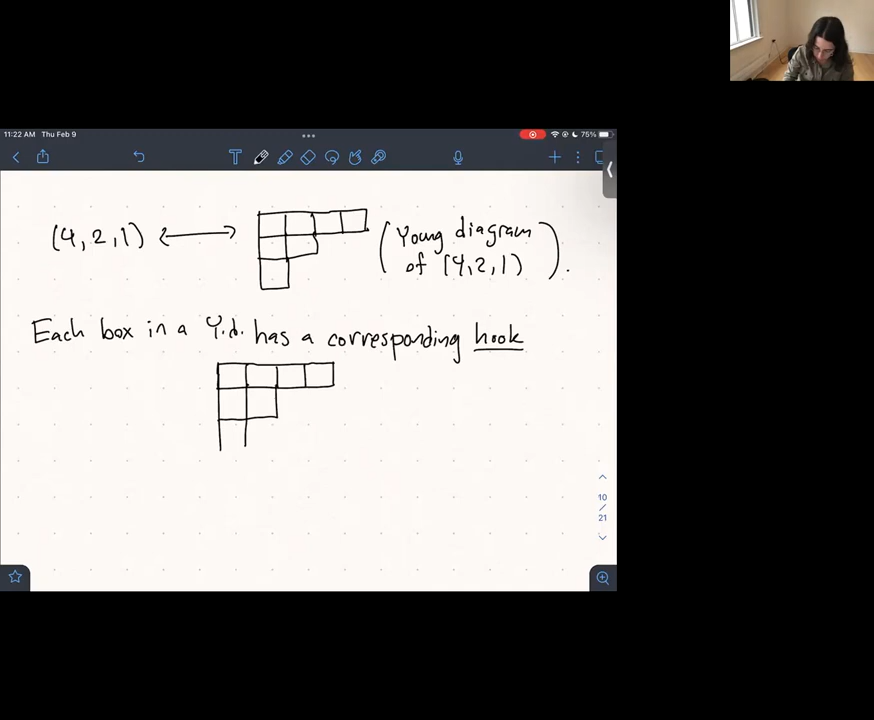 11:22 AM Thu Feb 9
75%
(4,2,1) ⟷ (Young diagram
of (4,2,1)).
Each box in a Y.d. has a corresponding hook
10
/
21